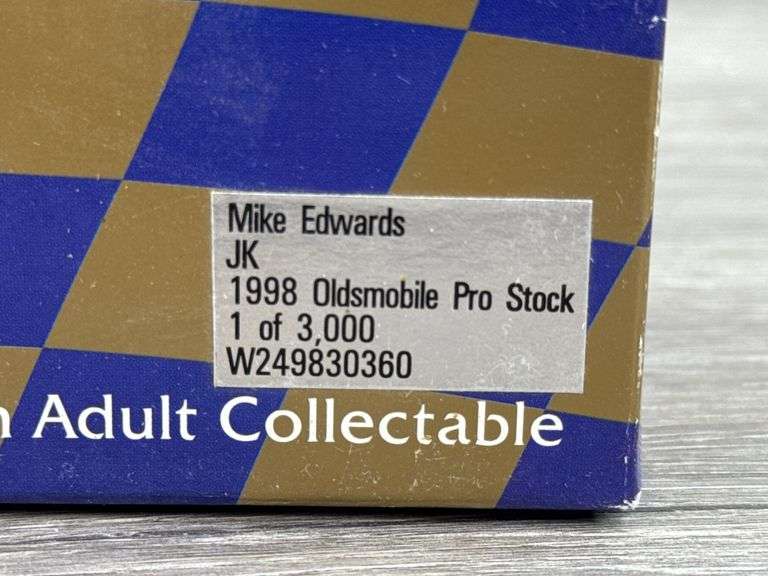 Mike Edwards
JK
1998 Oldsmobile Pro Stock
1 of 3,000
W249830360
Adult Collectable